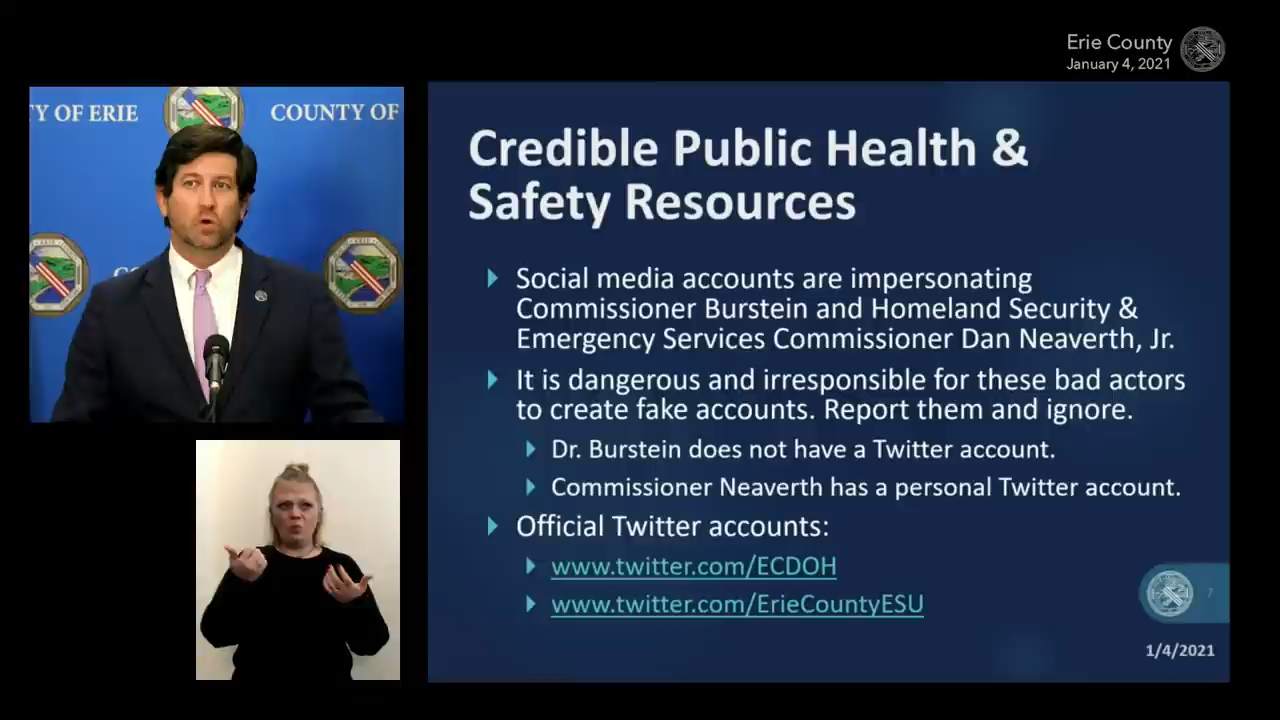 Erie County
January 4, 2021
TY OF ERIE
COUNTY OF
CO
Credible Public Health &
Safety Resources
Social media accounts are impersonating
Commissioner Burstein and Homeland Security &
Emergency Services Commissioner Dan Neaverth, Jr.
It is dangerous and irresponsible for these bad actors
to create fake accounts. Report them and ignore.
Dr. Burstein does not have a Twitter account.
Commissioner Neaverth has a personal Twitter account.
Official Twitter accounts:
www.twitter.com/ECDOH
www.twitter.com/ErieCountyESU
7
1/4/2021